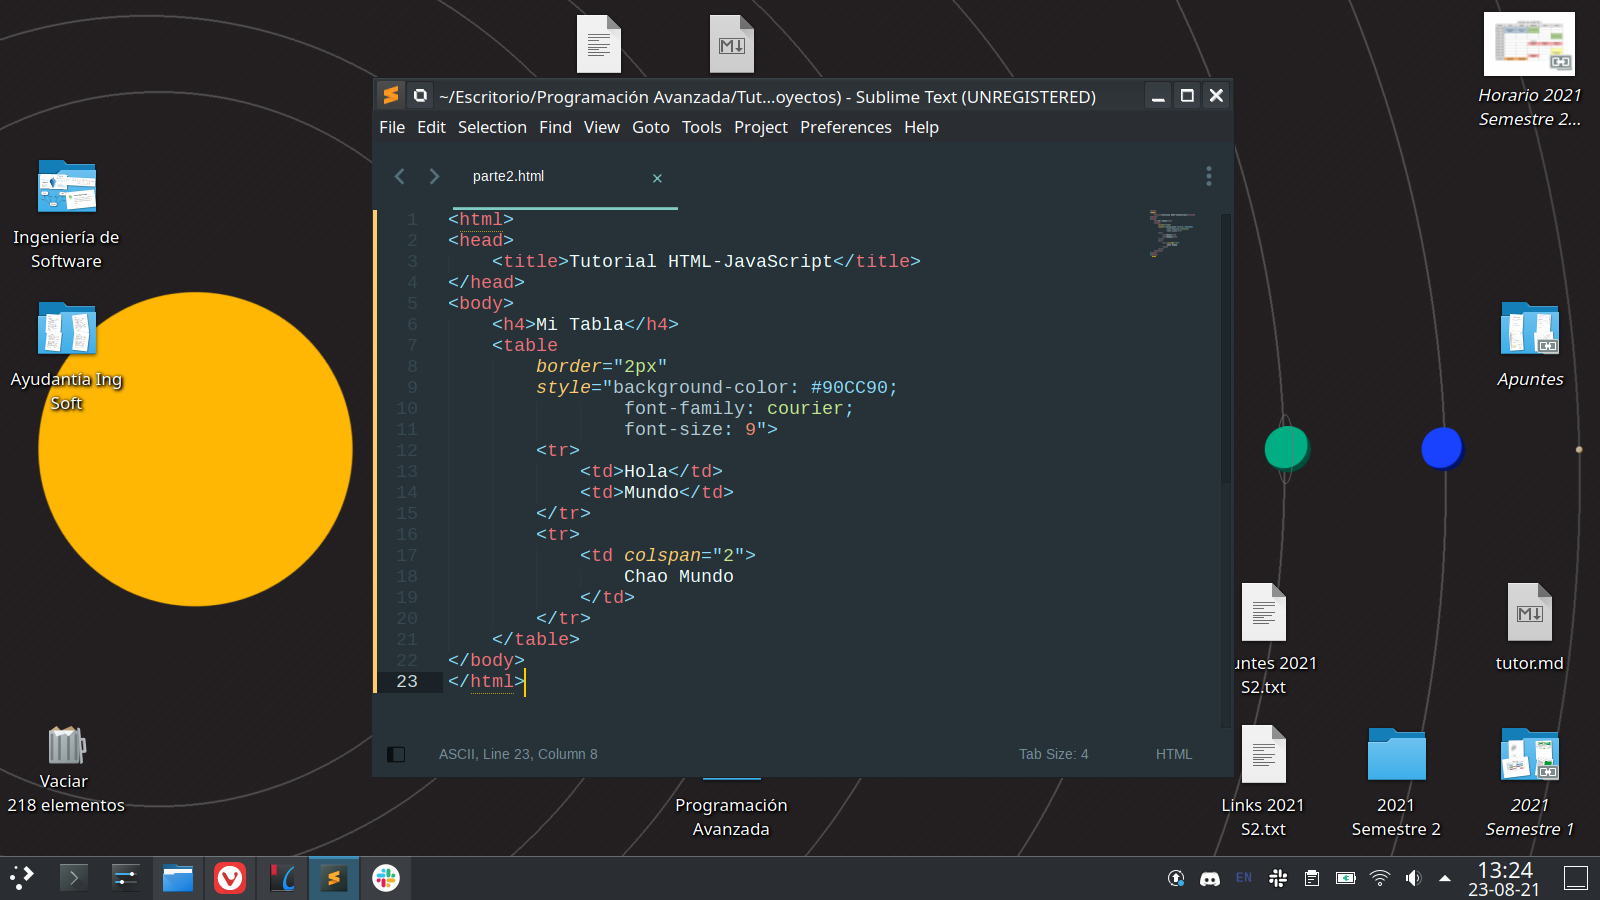 Horario 2021
Semestre 2...
~/Escritorio/Programación Avanzada/Tut...oyectos) - Sublime Text (UNREGISTERED)
File Edit Selection Find View Goto Tools Project Preferences Help
parte2.html
1 <html>
2 <head>
3 <title>Tutorial HTML-JavaScript</title>
4 </head>
5 <body>
6 <h4>Mi Tabla</h4>
7 <table
8 border="2px"
9 style="background-color: #90CC90;
10 font-family: courier;
11 font-size: 9">
12 <tr>
13 <td>Hola</td>
14 <td>Mundo</td>
15 </tr>
16 <tr>
17 <td colspan="2">
18 Chao Mundo
19 </td>
20 </tr>
21 </table>
22 </body>
23 </html>
ASCII, Line 23, Column 8 Tab Size: 4 HTML
Ingeniería de
Software
Ayudantía Ing
Soft
Vaciar
218 elementos
Programación
Avanzada
Apuntes
untes 2021
S2.txt
tutor.md
Links 2021
S2.txt
2021
Semestre 2
2021
Semestre 1
M
M
EN
13:24
23-08-21